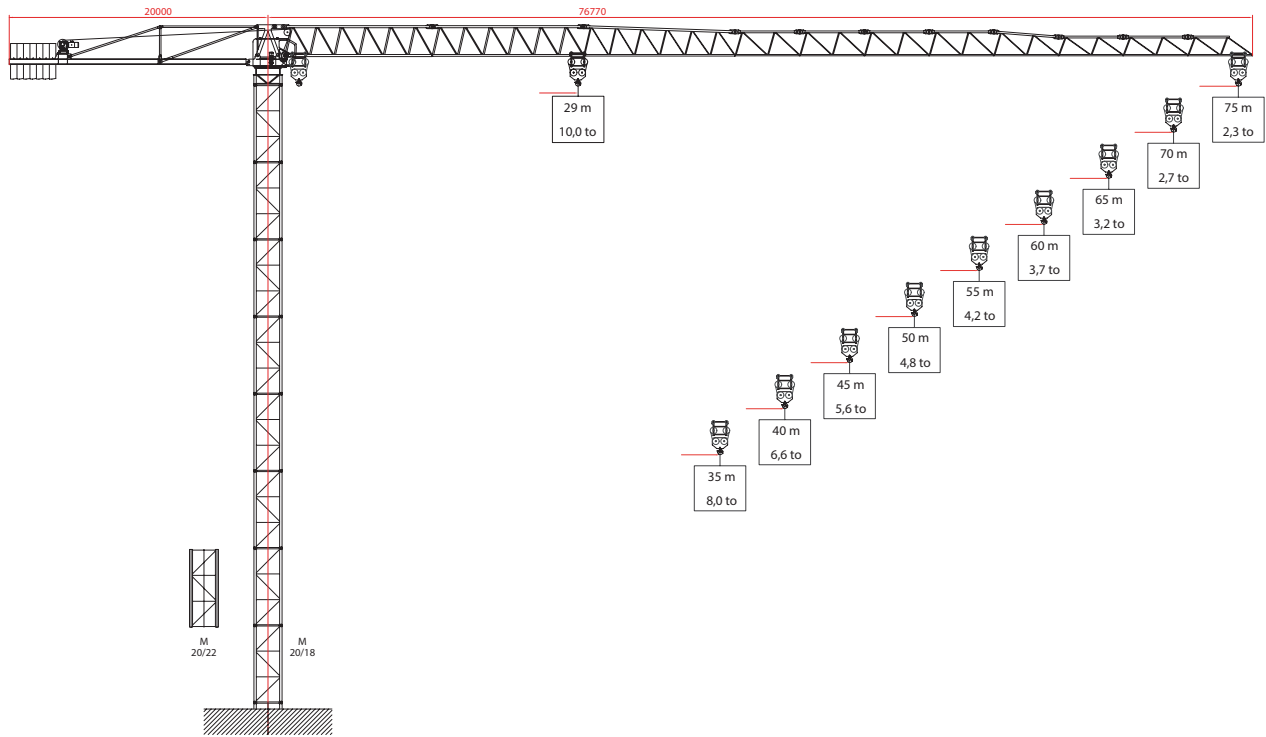 20000
76770
29 m
10,0 to
75 m
2,3 to
70 m
2,7 to
65 m
3,2 to
60 m
3,7 to
55 m
4,2 to
50 m
4,8 to
45 m
5,6 to
40 m
6,6 to
35 m
8,0 to
M
20/22
M
20/18